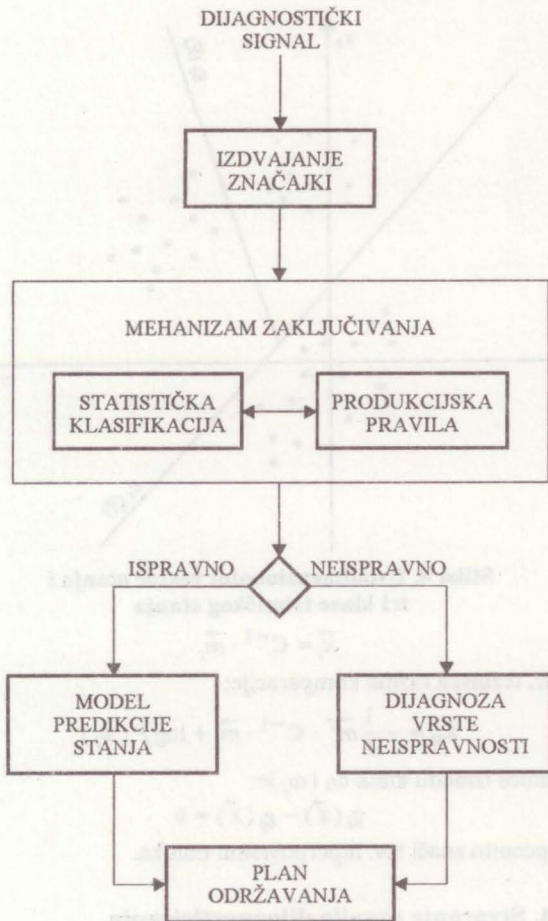 DIJAGNOSTIČKI
SIGNAL
IZDVAJANJE
ZNAČAJKI
MEHANIZAM ZAKLJUČIVANJA
STATISTIČKA
KLASIFIKACIJA
PRODUKCIJSKA
PRAVILA
ISPRAVNO
NEISPRAVNO
MODEL
PREDIKCIJE
STANJA
DIJAGNOZA
VRSTE
NEISPRAVNOSTI
PLAN
ODRŽAVANJA